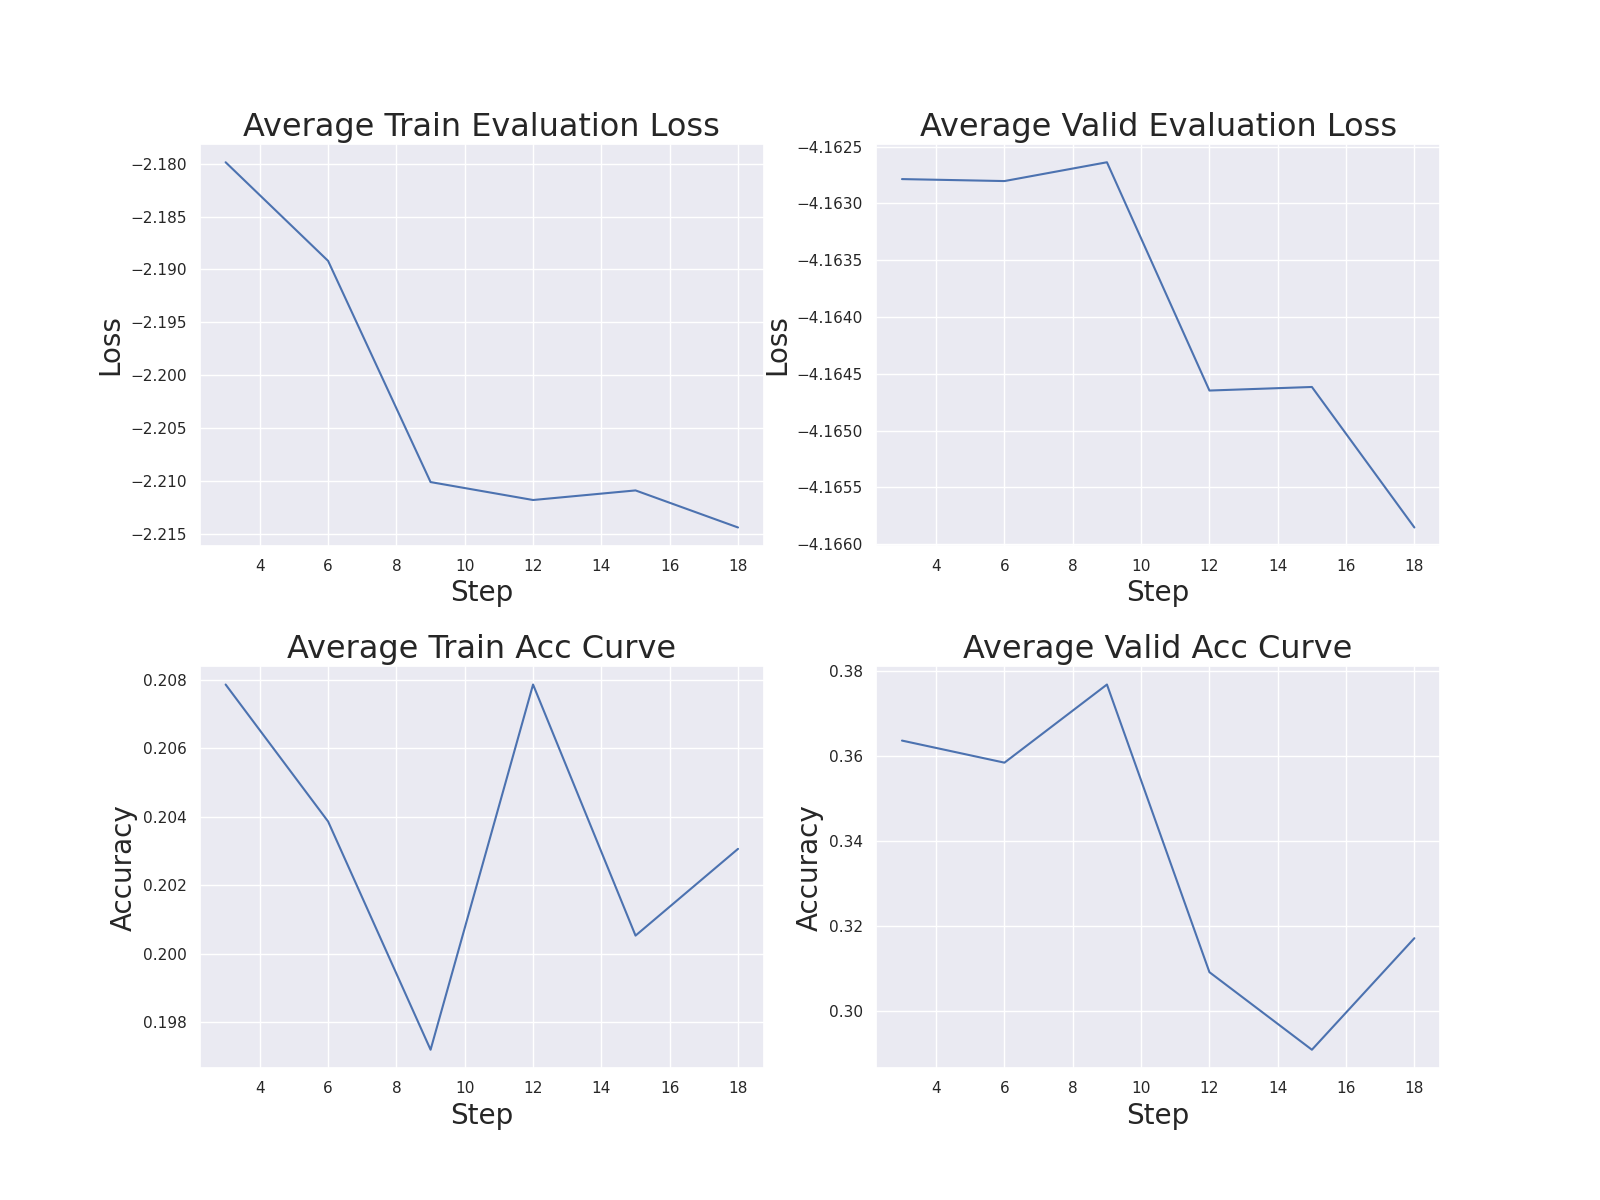 Average Train Evaluation Loss
−2.180
−2.185
−2.190
−2.195
−2.200
−2.205
−2.210
−2.215
Loss
4 6 8 10 12 14 16 18
Step
Average Valid Evaluation Loss
−4.1625
−4.1630
−4.1635
−4.1640
−4.1645
−4.1650
−4.1655
−4.1660
Loss
4 6 8 10 12 14 16 18
Step
Average Train Acc Curve
0.208
0.206
0.204
0.202
0.200
0.198
Accuracy
4 6 8 10 12 14 16 18
Step
Average Valid Acc Curve
0.38
0.36
0.34
0.32
0.30
Accuracy
4 6 8 10 12 14 16 18
Step